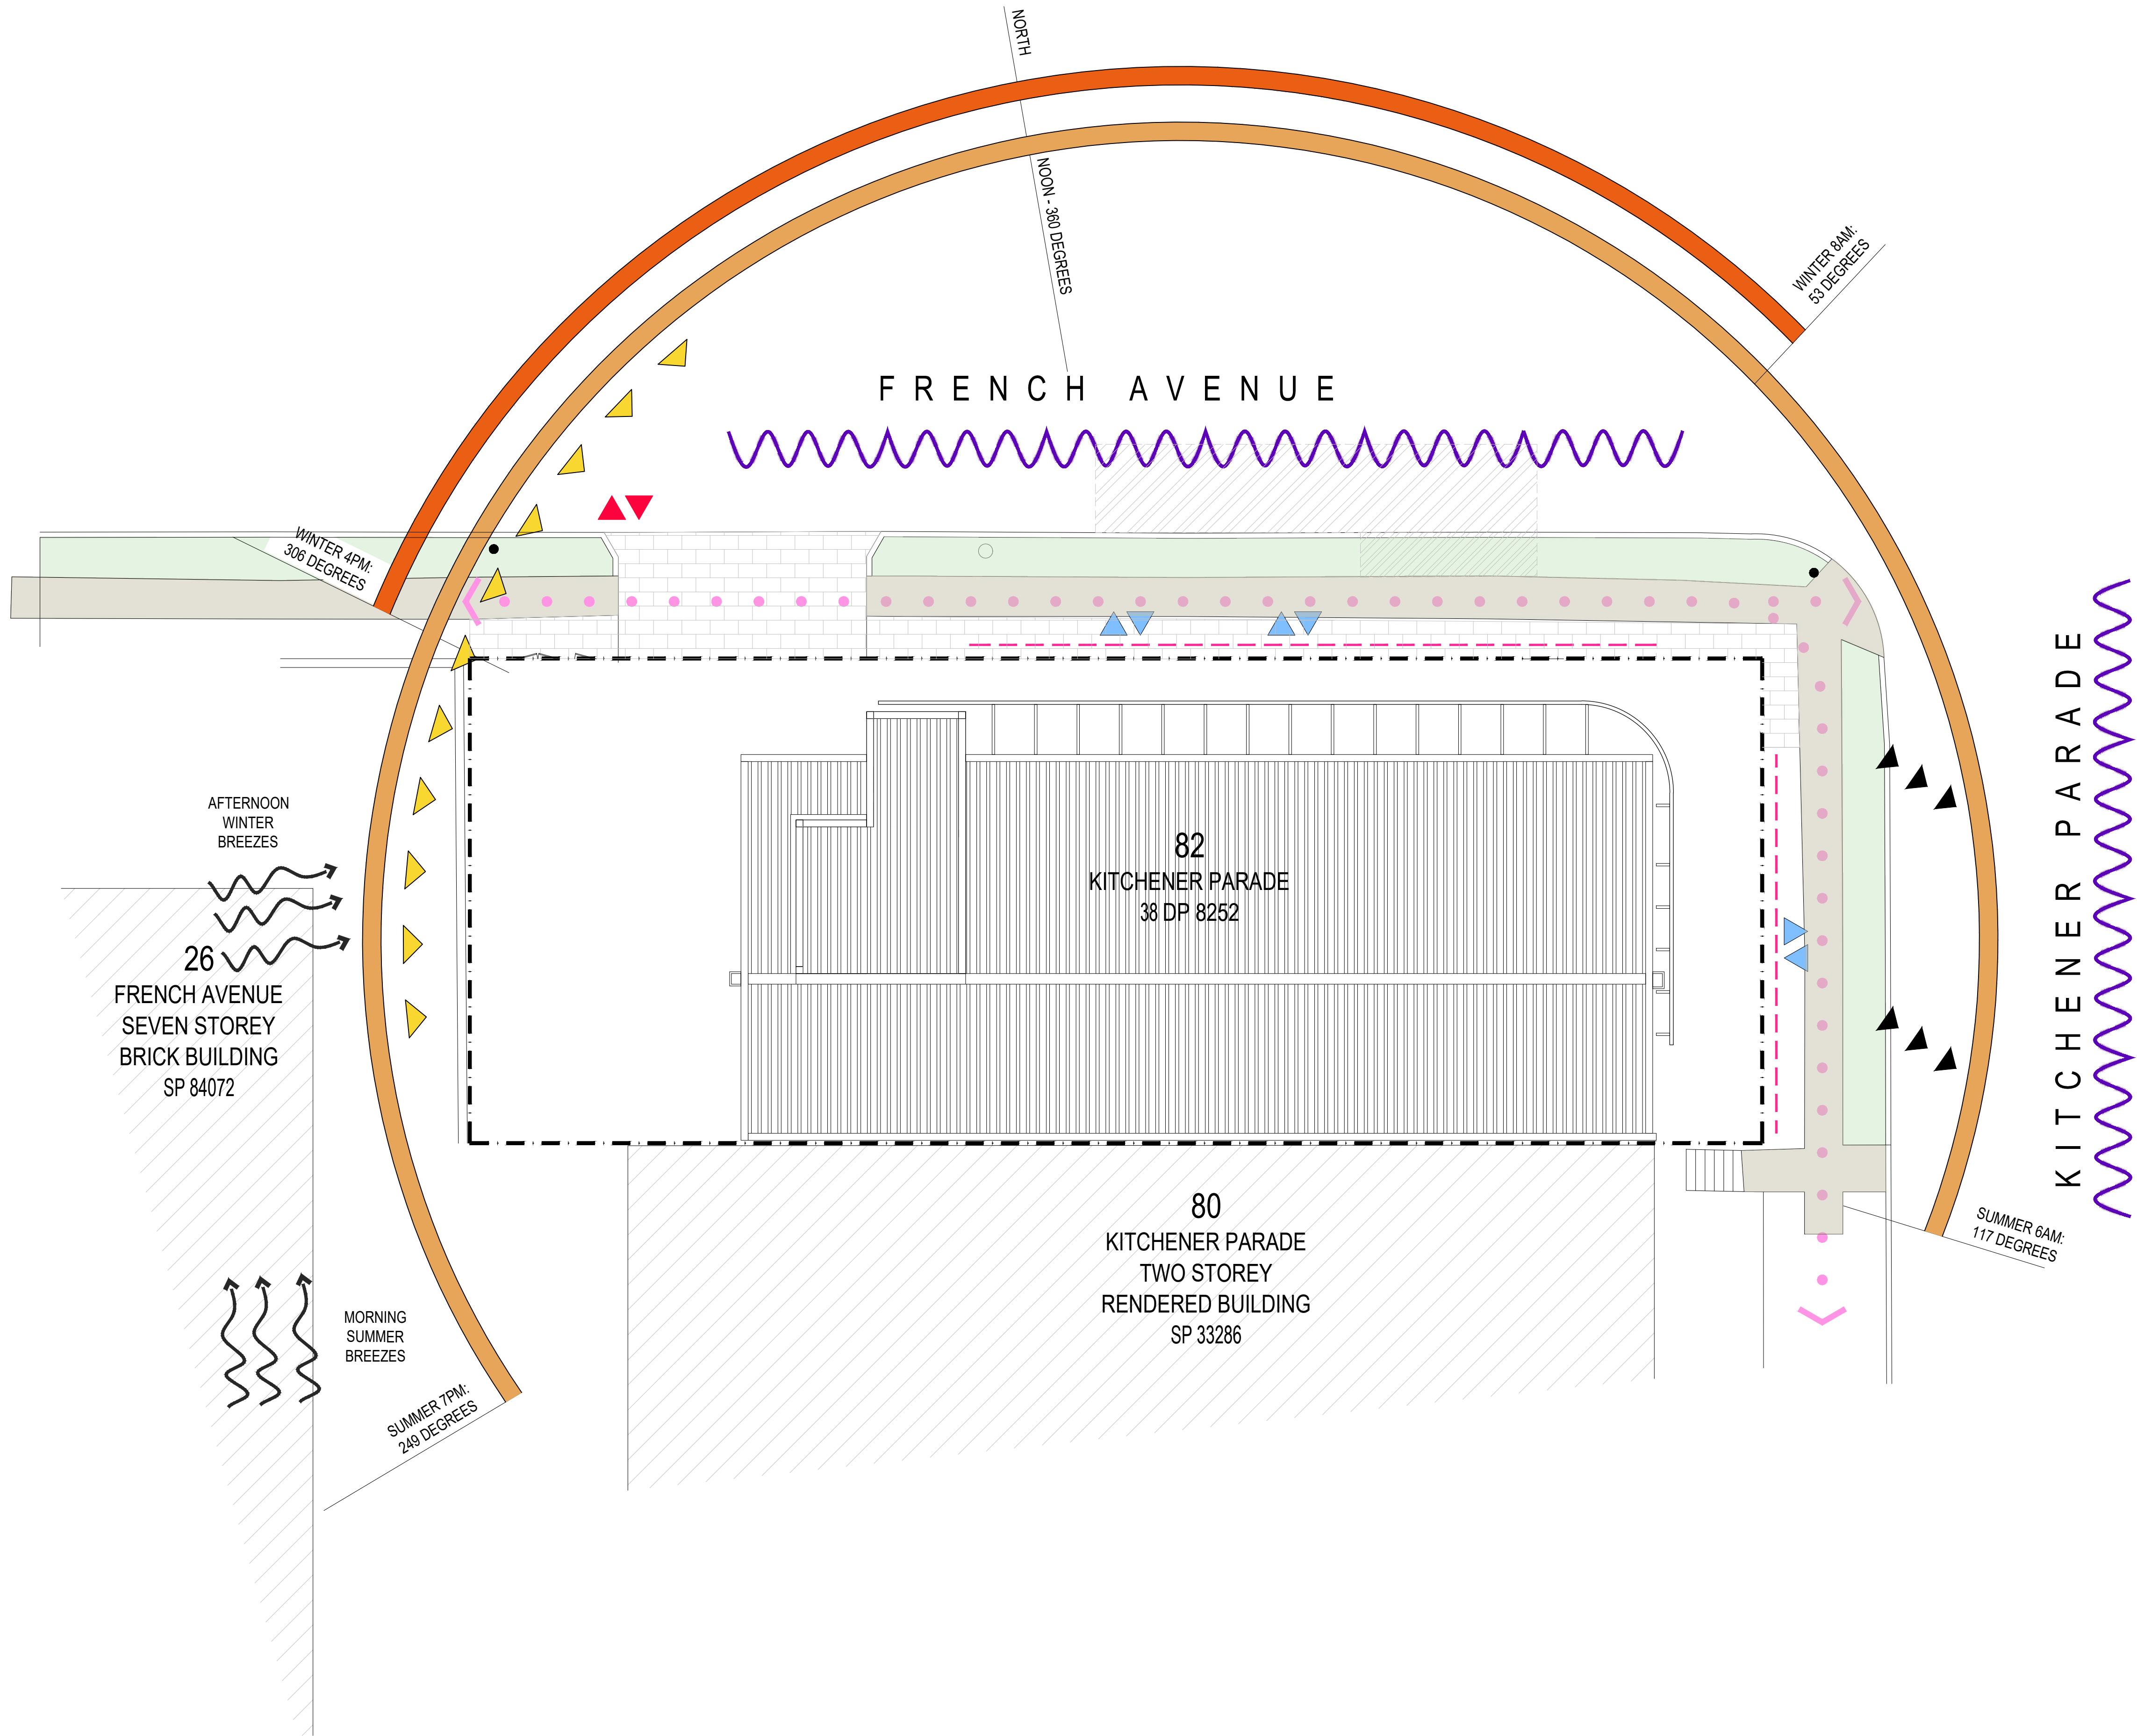 NORTH
NOON - 360 DEGREES
WINTER 8AM:
53 DEGREES
FRENCH AVENUE
WINTER 4PM:
306 DEGREES
KITCHENER PARADE
AFTERNOON
WINTER
BREEZES
82
KITCHENER PARADE
38 DP 8252
26
FRENCH AVENUE
SEVEN STOREY
BRICK BUILDING
SP 84072
80
KITCHENER PARADE
TWO STOREY
RENDERED BUILDING
SP 33286
SUMMER 6AM:
117 DEGREES
MORNING
SUMMER
BREEZES
SUMMER 7PM:
249 DEGREES